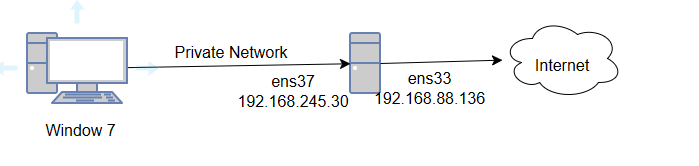 Private Network
ens37
192.168.245.30
ens33
192.168.88.136
Internet
Window 7